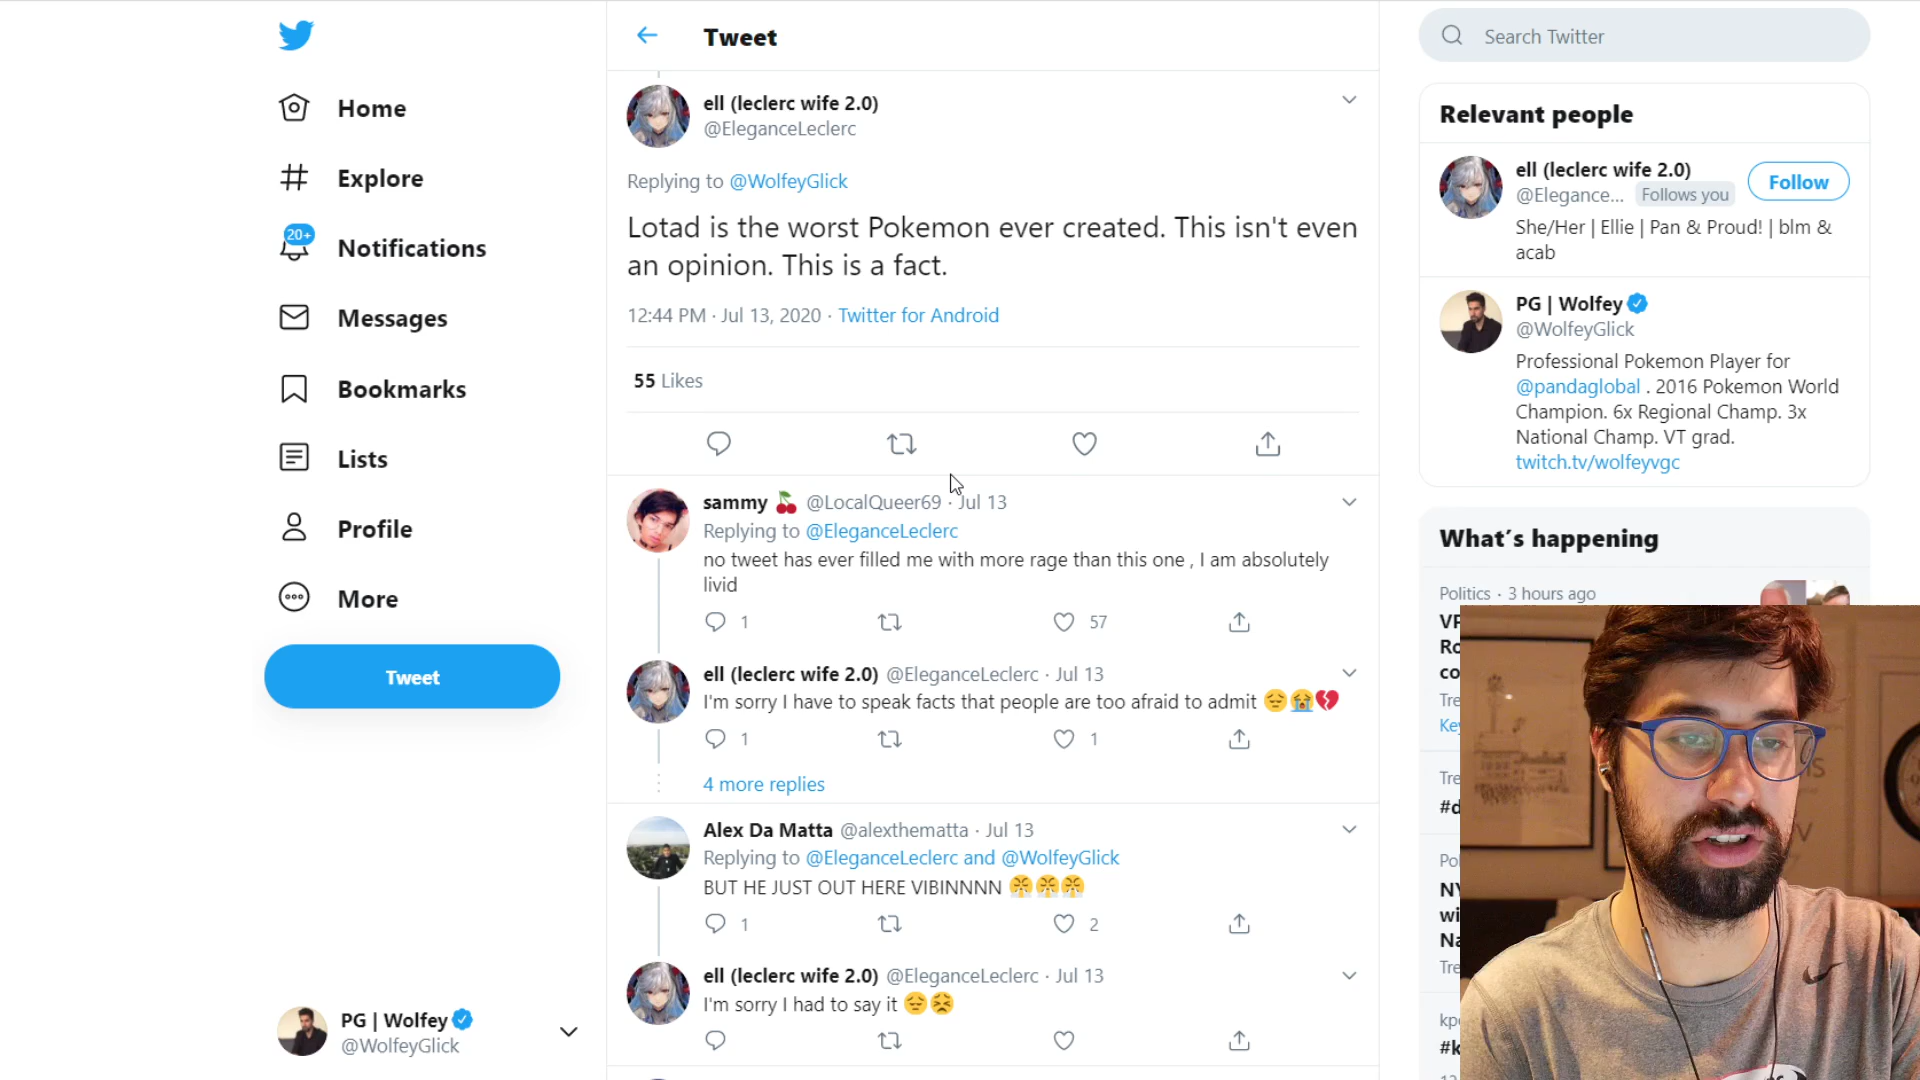 Home
Explore
20+
Notifications
Messages
Bookmarks
Lists
Profile
More
Tweet
PG | Wolfey
@WolfeyGlick
Tweet
ell (leclerc wife 2.0)
@EleganceLeclerc
Replying to @WolfeyGlick
Lotad is the worst Pokemon ever created. This isn't even
an opinion. This is a fact.
12:44 PM · Jul 13, 2020 · Twitter for Android
55 Likes
sammy @LocalQueer69 · Jul 13
Replying to @EleganceLeclerc
no tweet has ever filled me with more rage than this one , I am absolutely
livid
1 57
ell (leclerc wife 2.0) @EleganceLeclerc · Jul 13
I'm sorry I have to speak facts that people are too afraid to admit 😔😭💔
1 1
4 more replies
Alex Da Matta @alexthematta · Jul 13
Replying to @EleganceLeclerc and @WolfeyGlick
BUT HE JUST OUT HERE VIBINNNN 😤😤😤
1 2
ell (leclerc wife 2.0) @EleganceLeclerc · Jul 13
I'm sorry I had to say it 😔😣
Search Twitter
Relevant people
ell (leclerc wife 2.0)
@Elegance... Follows you
Follow
She/Her | Ellie | Pan & Proud! | blm &
acab
PG | Wolfey
@WolfeyGlick
Professional Pokemon Player for
@pandaglobal . 2016 Pokemon World
Champion. 6x Regional Champ. 3x
National Champ. VT grad.
twitch.tv/wolfeyvgc
What's happening
Politics · 3 hours ago